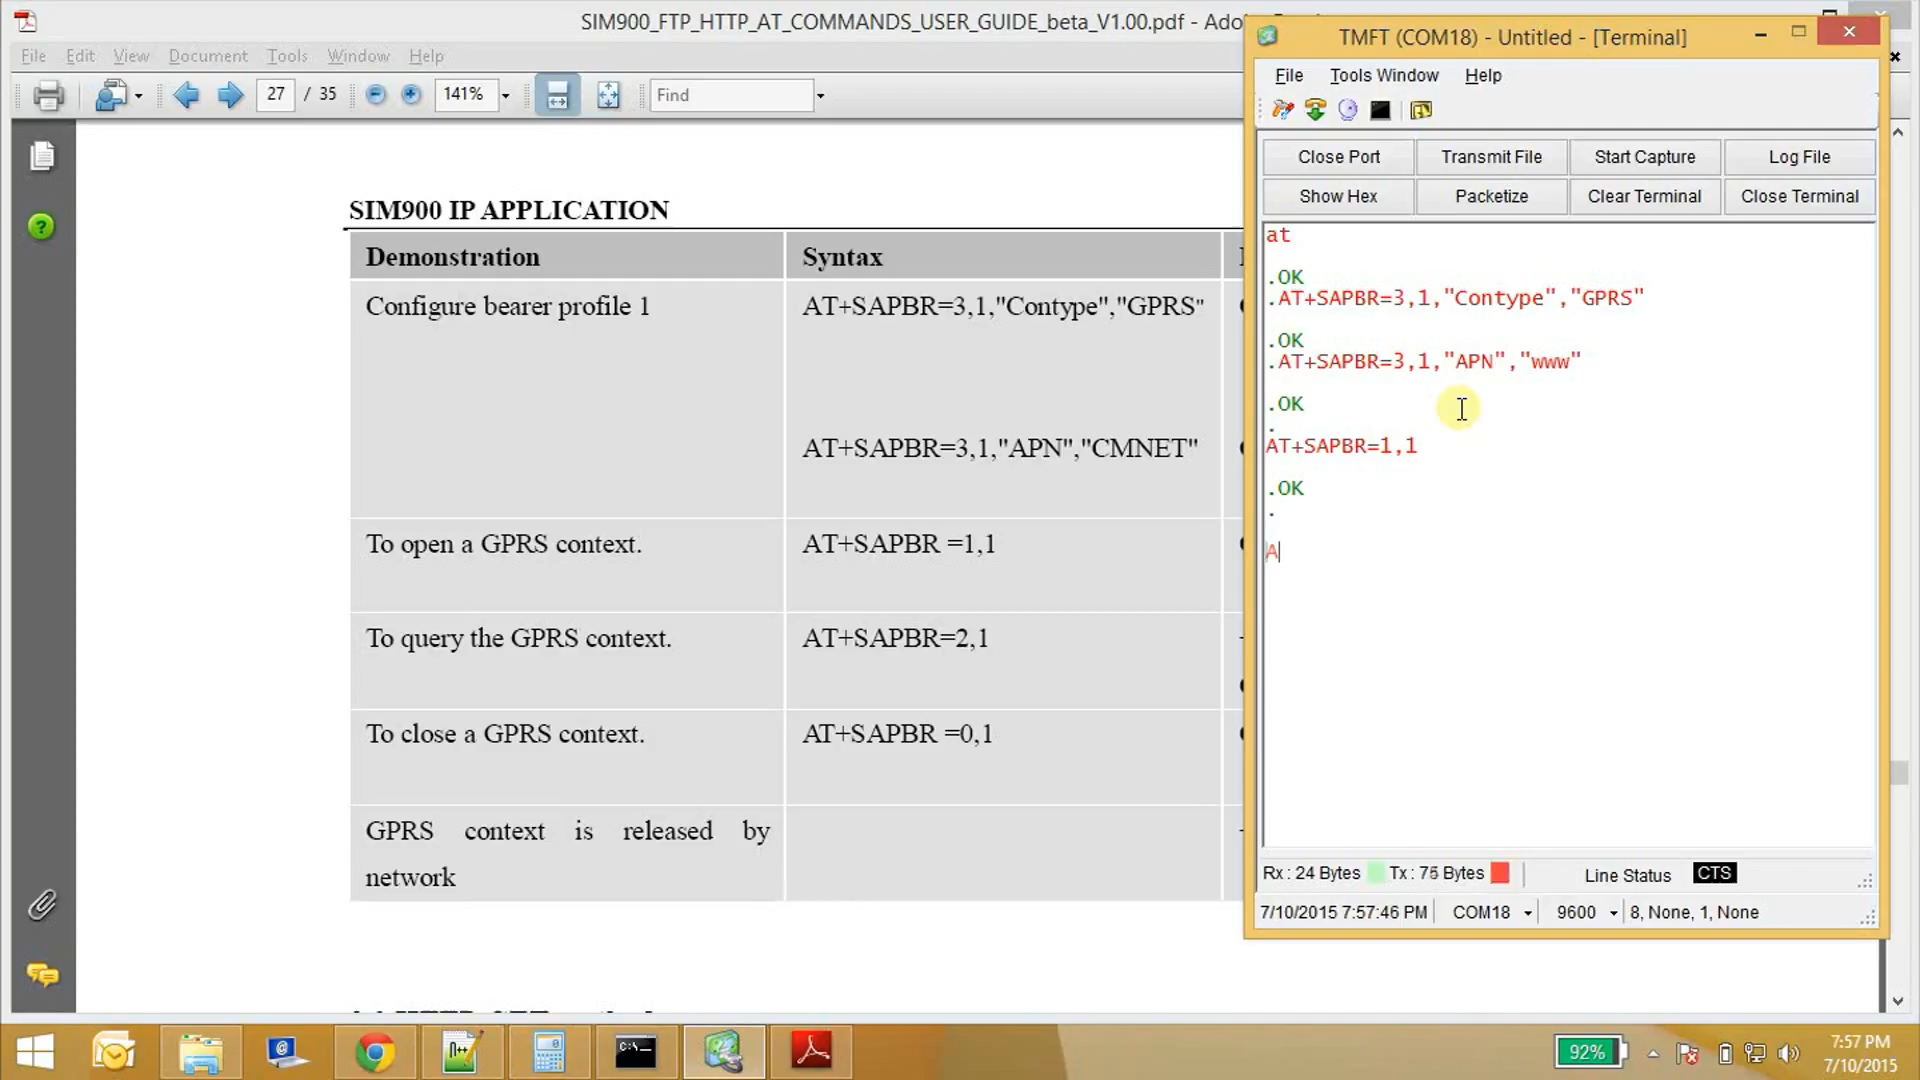 SIM900_FTP_HTTP_AT_COMMANDS_USER_GUIDE_beta_V1.00.pdf - Ado
File Edit View Document Tools Window Help
27 / 35 141% Find
SIM900 IP APPLICATION
Demonstration Syntax
Configure bearer profile 1 AT+SAPBR=3,1,"Contype","GPRS"
AT+SAPBR=3,1,"APN","CMNET"
To open a GPRS context. AT+SAPBR =1,1
To query the GPRS context. AT+SAPBR=2,1
To close a GPRS context. AT+SAPBR =0,1
GPRS context is released by
network
TMFT (COM18) - Untitled - [Terminal]
File Tools Window Help
Close Port Transmit File Start Capture Log File
Show Hex Packetize Clear Terminal Close Terminal
at
.OK
.AT+SAPBR=3,1,"Contype","GPRS"
.OK
.AT+SAPBR=3,1,"APN","www"
.OK
.
AT+SAPBR=1,1
.OK
.
A
Rx : 24 Bytes Tx : 75 Bytes Line Status CTS
7/10/2015 7:57:46 PM COM18 9600 8, None, 1, None
92%
7:57 PM
7/10/2015